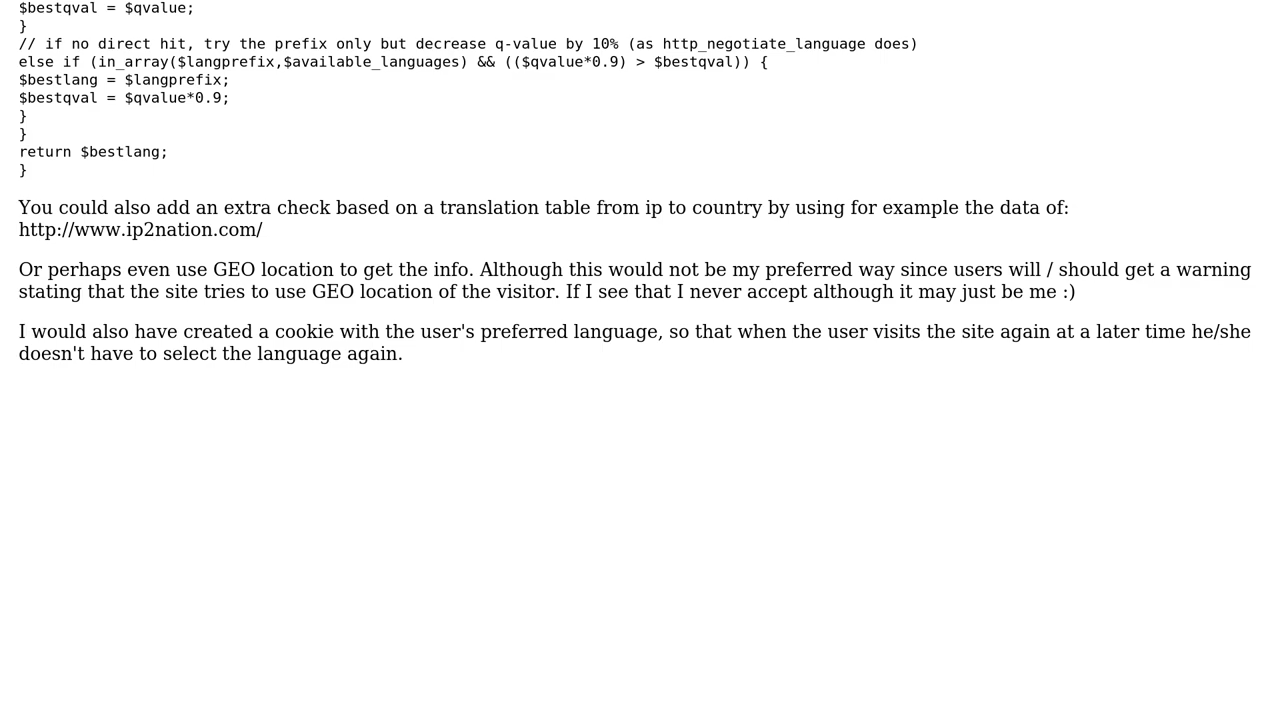 $bestqval = $qvalue;
}
// if no direct hit, try the prefix only but decrease q-value by 10% (as http_negotiate_language does)
else if (in_array($langprefix,$available_languages) && (($qvalue*0.9) > $bestqval)) {
$bestlang = $langprefix;
$bestqval = $qvalue*0.9;
}
}
return $bestlang;
}
You could also add an extra check based on a translation table from ip to country by using for example the data of:
http://www.ip2nation.com/
Or perhaps even use GEO location to get the info. Although this would not be my preferred way since users will / should get a warning
stating that the site tries to use GEO location of the visitor. If I see that I never accept although it may just be me :)
I would also have created a cookie with the user's preferred language, so that when the user visits the site again at a later time he/she
doesn't have to select the language again.